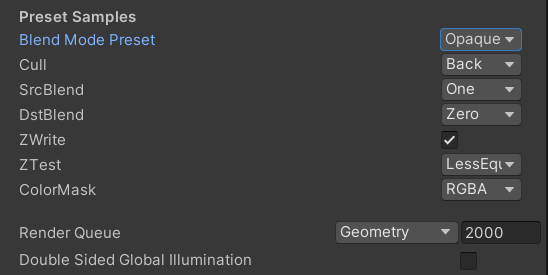 Preset Samples
Blend Mode Preset Opaque
Cull Back
SrcBlend One
DstBlend Zero
ZWrite
ZTest LessEqu
ColorMask RGBA
Render Queue Geometry 2000
Double Sided Global Illumination